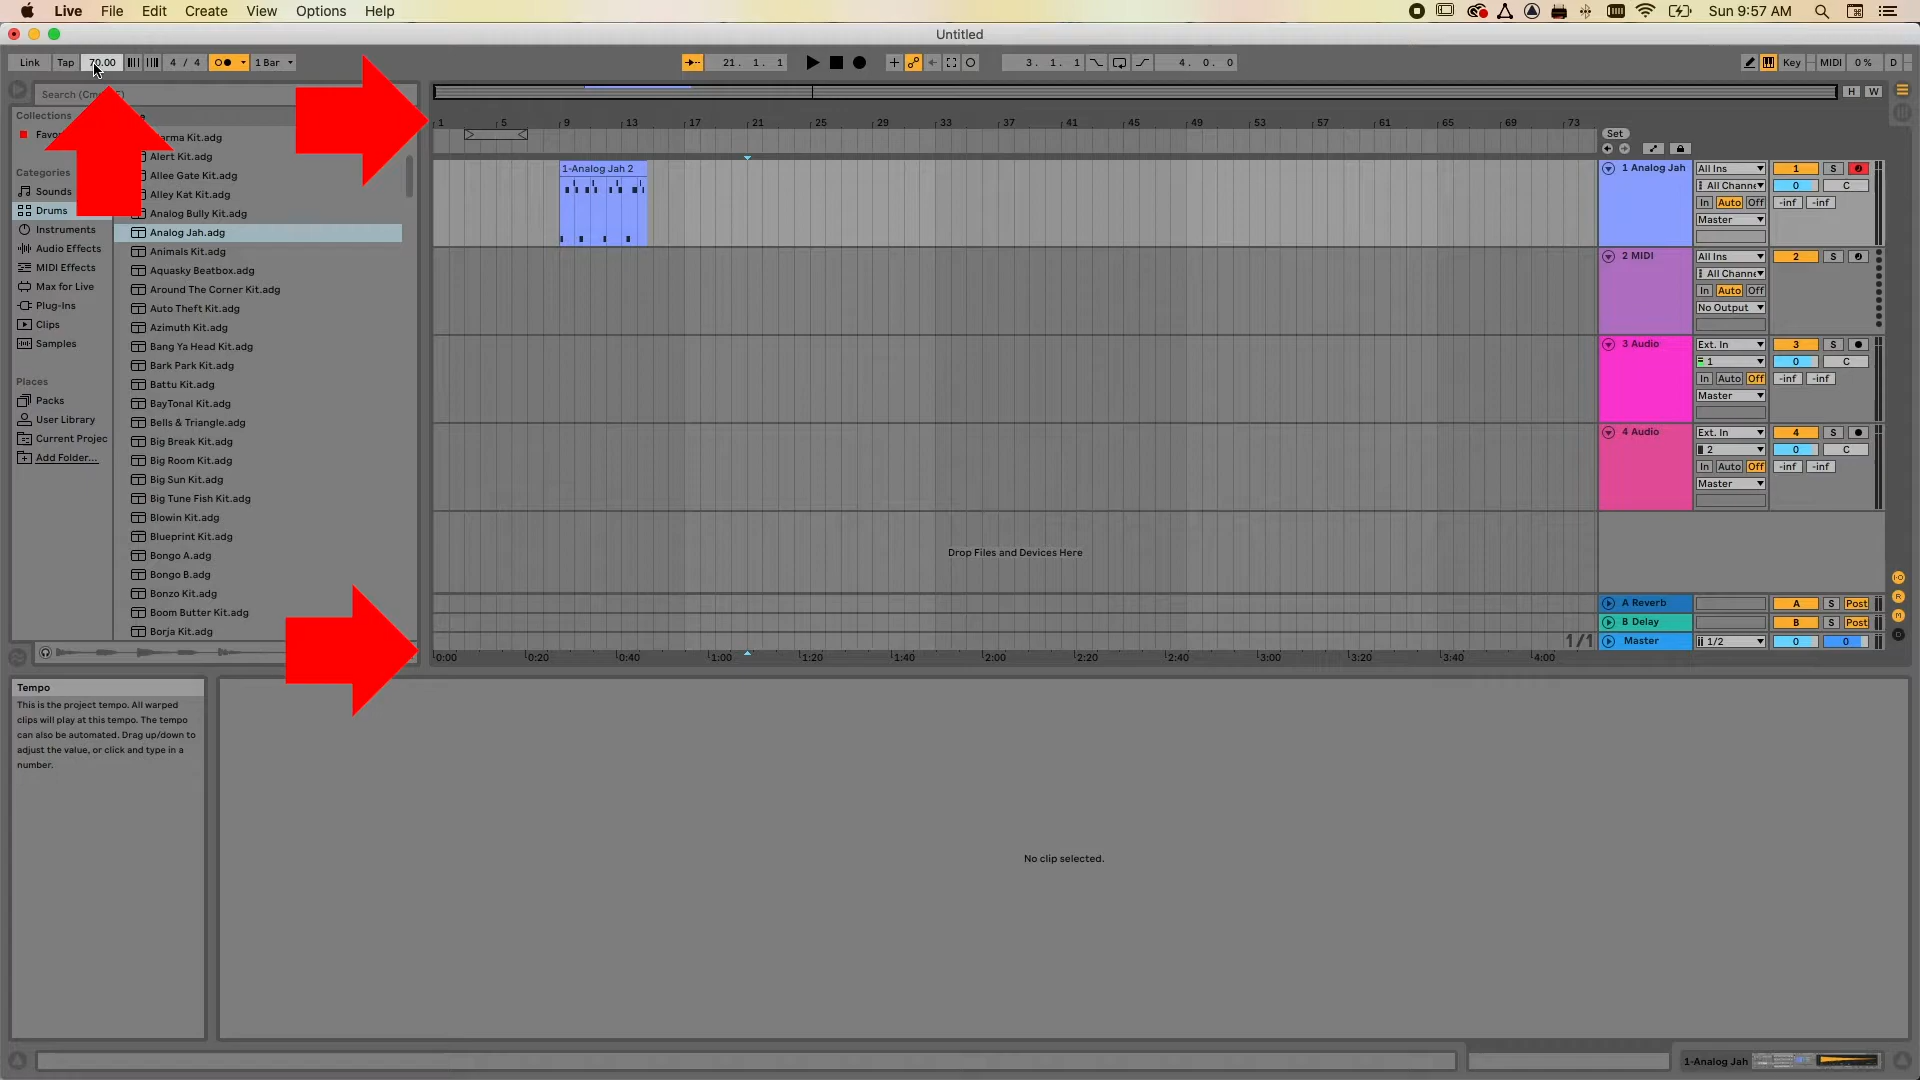 Live File Edit Create View Options Help Sun 9:57 AM
Untitled
Link Tap 70.00 4 / 4 1 Bar 21. 1. 1 3. 1. 1 4. 0. 0 Key MIDI 0 % D
H W
Collections
Categories
Sounds
Drums
Instruments
Audio Effects
MIDI Effects
Max for Live
Plug-Ins
Clips
Samples
Places
Packs
User Library
Current Projec
Add Folder...
Alert Kit.adg
Allee Gate Kit.adg
Alley Kat Kit.adg
Analog Bully Kit.adg
Analog Jah.adg
Animals Kit.adg
Aquasky Beatbox.adg
Around The Corner Kit.adg
Auto Theft Kit.adg
Azimuth Kit.adg
Bang Ya Head Kit.adg
Bark Park Kit.adg
Battu Kit.adg
BayTonal Kit.adg
Bells & Triangle.adg
Big Break Kit.adg
Big Room Kit.adg
Big Sun Kit.adg
Big Tune Fish Kit.adg
Blowin Kit.adg
Blueprint Kit.adg
Bongo A.adg
Bongo B.adg
Bonzo Kit.adg
Boom Butter Kit.adg
Borja Kit.adg
1 5 9 13 17 21 25 29 33 37 41 45 49 53 57 61 65 69 73
Set
1-Analog Jah 2
1 Analog Jah All Ins 1 S
All Channe 0 C
In Auto Off -inf -inf
Master
2 MIDI All Ins 2 S
All Channe
In Auto Off
No Output
3 Audio Ext. In 3 S
1 0 C
In Auto Off -inf -inf
Master
4 Audio Ext. In 4 S
2 0 C
In Auto Off -inf -inf
Master
Drop Files and Devices Here
A Reverb A S Post
B Delay B S Post
1/1 Master 1/2 0 0
0:00 0:20 0:40 1:00 1:20 1:40 2:00 2:20 2:40 3:00 3:20 3:40 4:00
Tempo
This is the project tempo. All warped
clips will play at this tempo. The tempo
can also be automated. Drag up/down to
adjust the value, or click and type in a
number.
No clip selected.
1-Analog Jah